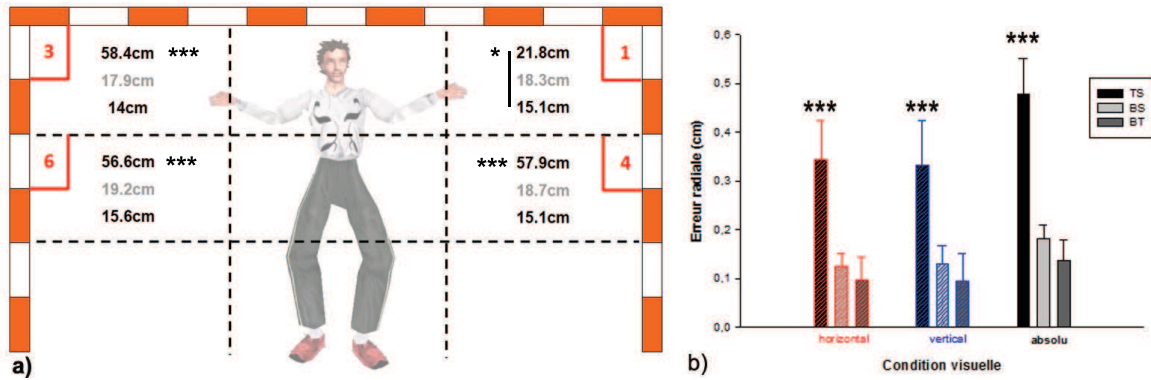 3
58.4cm ***
17.9cm
14cm
* 21.8cm
18.3cm
15.1cm
1
6
56.6cm ***
19.2cm
15.6cm
*** 57.9cm
18.7cm
15.1cm
4
a)
Erreur radiale (cm)
0,6
0,5
0,4
0,3
0,2
0,1
0,0
***
***
***
TS
BS
BT
horizontal
vertical
absolu
Condition visuelle
b)